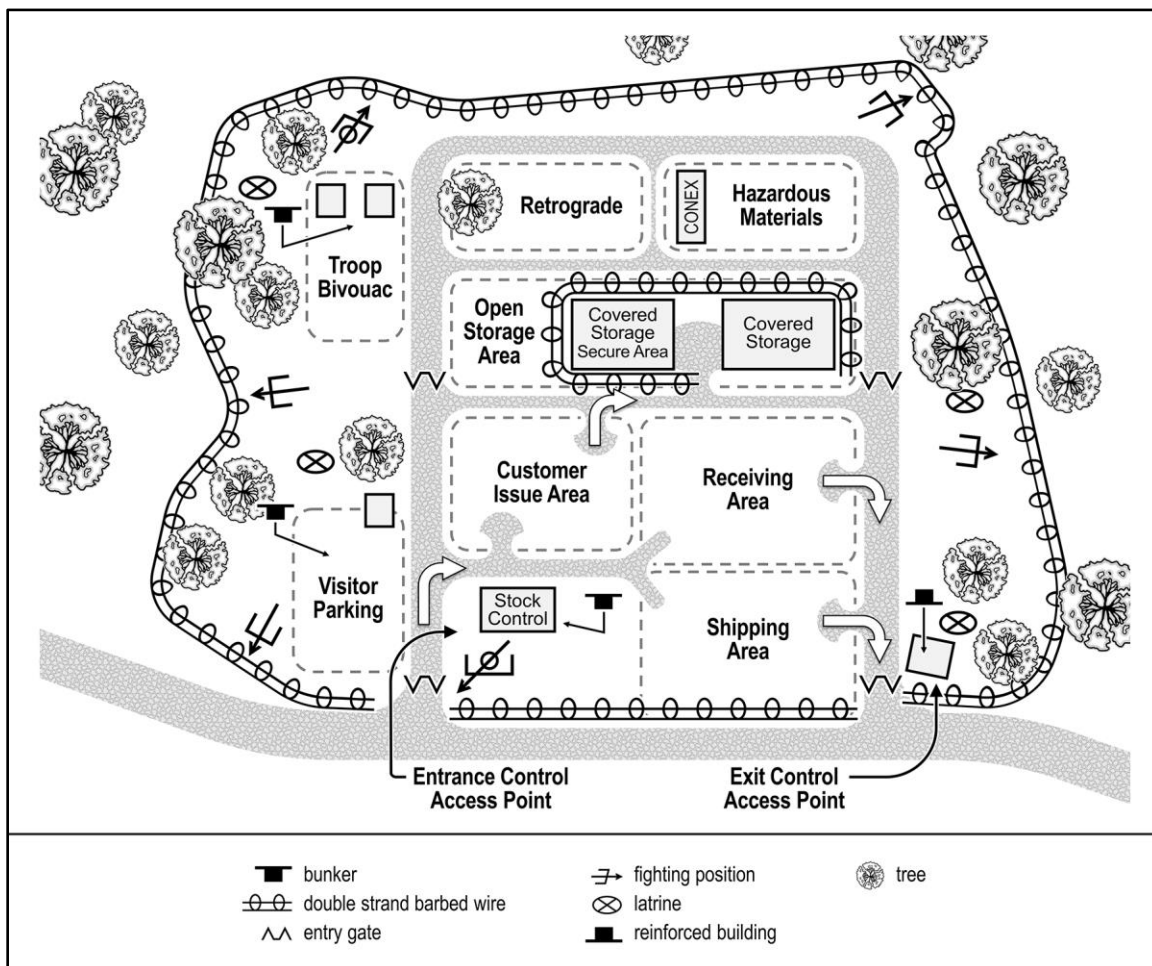 Retrograde
CONEX
Hazardous
Materials
Troop
Bivouac
Open
Storage
Area
Covered
Storage
Secure Area
Covered
Storage
Customer
Issue Area
Receiving
Area
Visitor
Parking
Stock
Control
Shipping
Area
Entrance Control
Access Point
Exit Control
Access Point
bunker
double strand barbed wire
entry gate
fighting position
latrine
reinforced building
tree